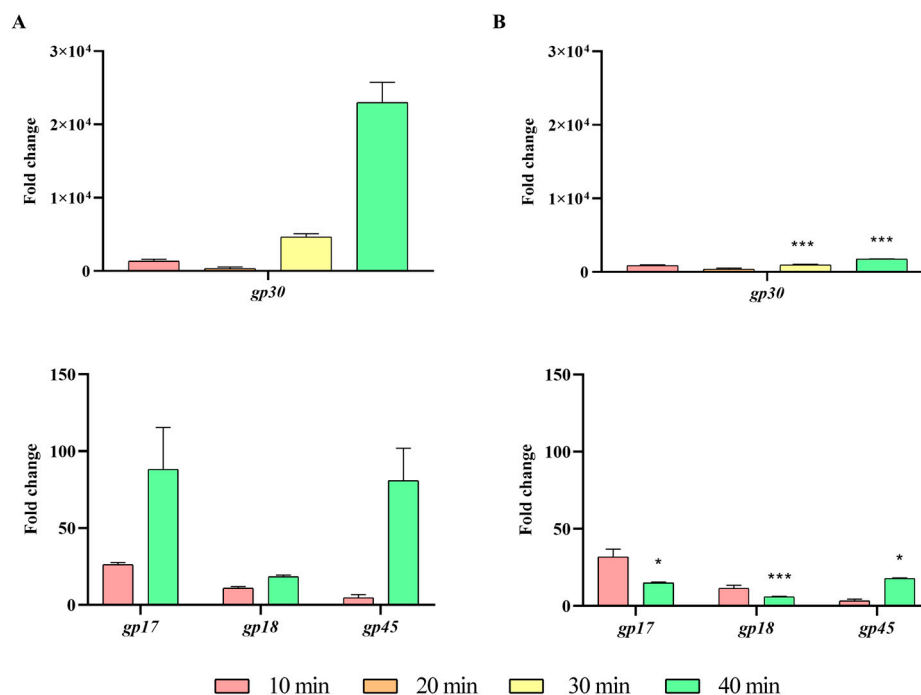 A
B
Fold change
3×10⁴
2×10⁴
1×10⁴
0
gp30
Fold change
3×10⁴
2×10⁴
1×10⁴
0
***
***
gp30
Fold change
150
100
50
0
gp17
gp18
gp45
Fold change
150
100
50
0
*
***
*
gp17
gp18
gp45
10 min
20 min
30 min
40 min